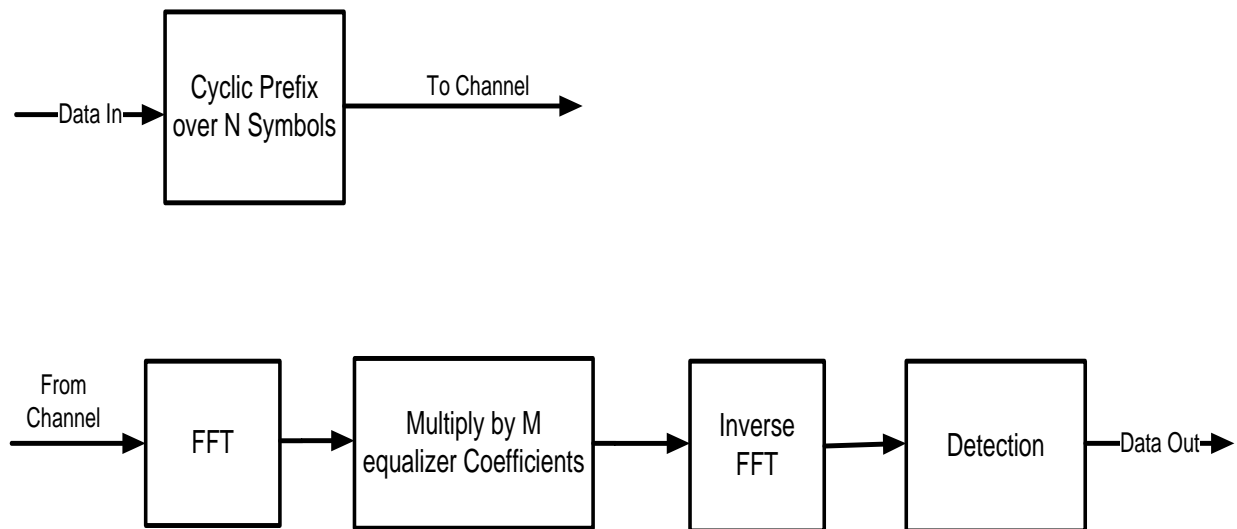 Data In
Cyclic Prefix
over N Symbols
To Channel
From
Channel
FFT
Multiply by M
equalizer Coefficients
Inverse
FFT
Detection
Data Out